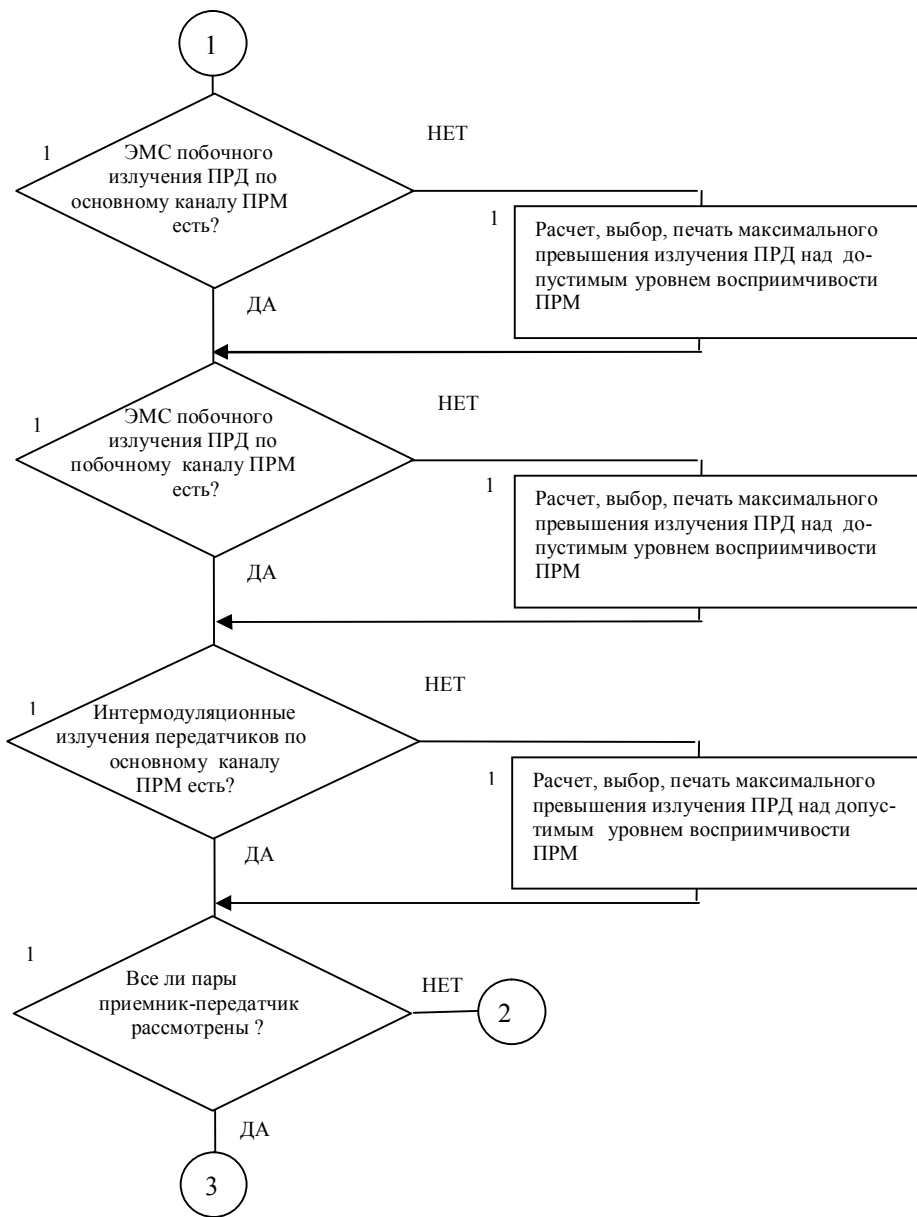 1
НЕТ
1
ЭМС побочного
излучения ПРД по
основному каналу ПРМ
есть?
1
Расчет, выбор, печать максимального
превышения излучения ПРД над до-
пустимым уровнем восприимчивости
ПРМ
ДА
НЕТ
1
ЭМС побочного
излучения ПРД по
побочному каналу ПРМ
есть?
1
Расчет, выбор, печать максимального
превышения излучения ПРД над до-
пустимым уровнем восприимчивости
ПРМ
ДА
НЕТ
1
Интермодуляционные
излучения передатчиков по
основному каналу
ПРМ есть?
1
Расчет, выбор, печать максимального
превышения излучения ПРД над допус-
тимым уровнем восприимчивости
ПРМ
ДА
1
Все ли пары
приемник-передатчик
рассмотрены ?
НЕТ
2
ДА
3